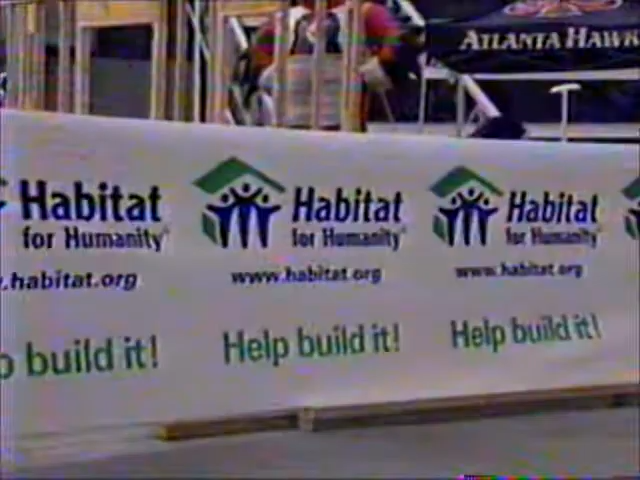 ATLANTA HAWK
Habitat
for Humanity®
.habitat.org
build it!
Habitat
for Humanity®
www.habitat.org
Help build it!
Habitat
for Humanity®
www.habitat.org
Help build it!